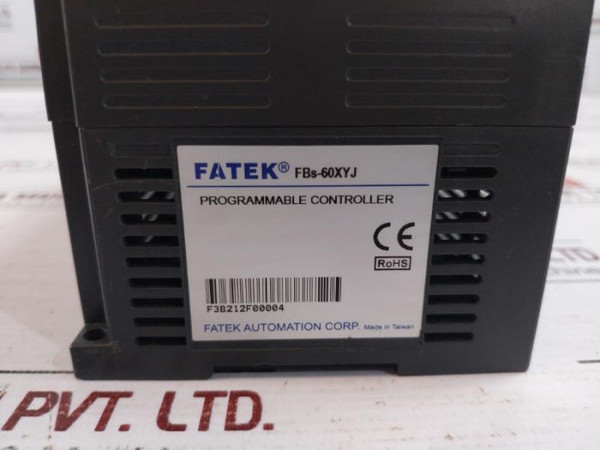 FATEK® FBs-60XYJ
PROGRAMMABLE CONTROLLER
CE
RoHS
F3B212F00004
FATEK AUTOMATION CORP. Made in Taiwan
PVT. LTD.